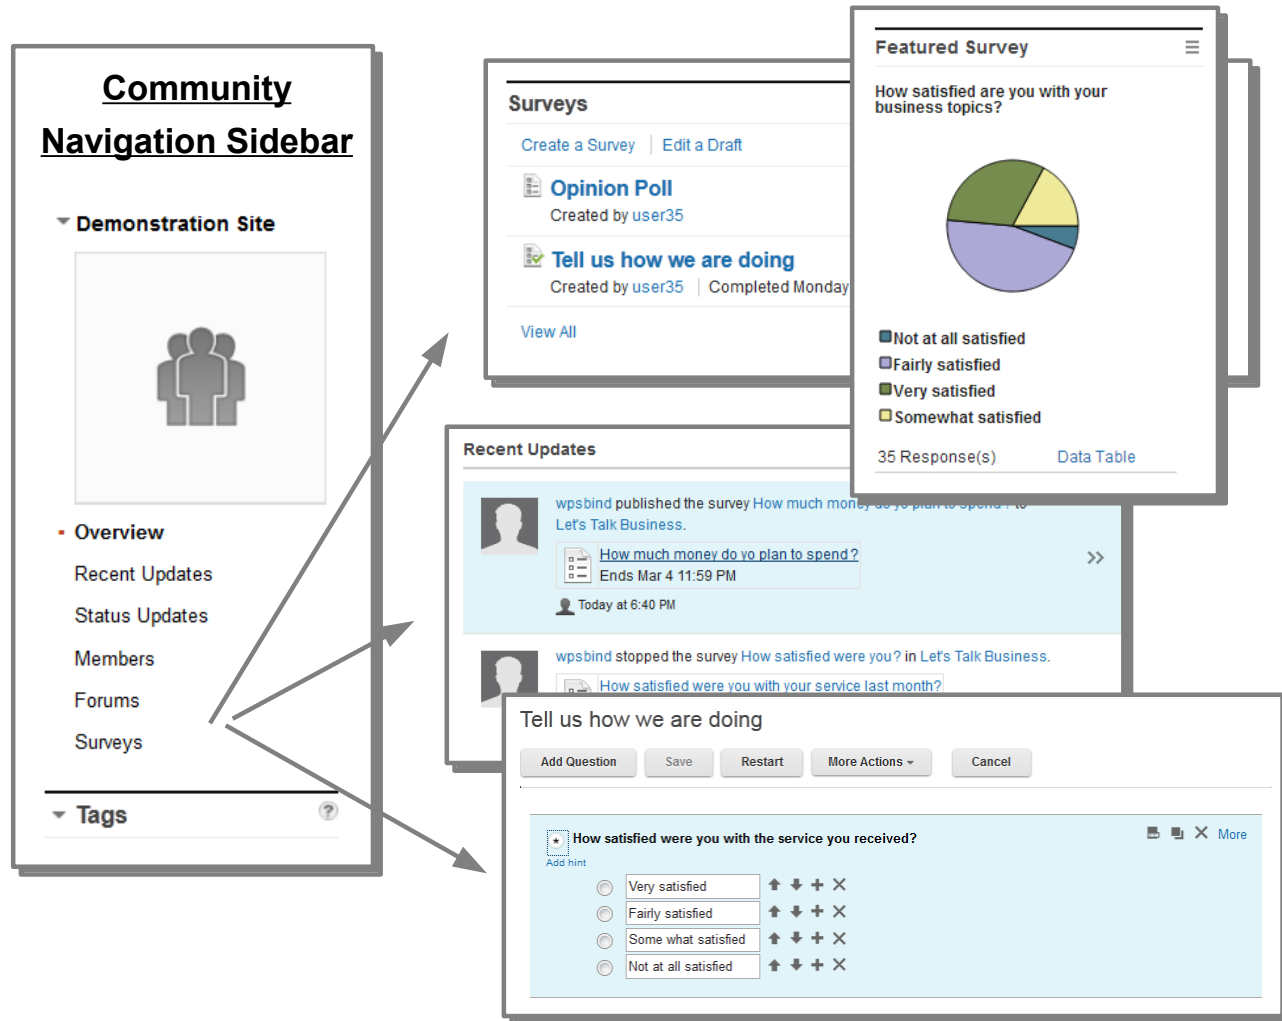 Community
Navigation Sidebar
Demonstration Site
Overview
Recent Updates
Status Updates
Members
Forums
Surveys
Tags
?
Surveys
Create a Survey | Edit a Draft
Opinion Poll
Created by user35
Tell us how we are doing
Created by user35 | Completed Monday
View All
Featured Survey
How satisfied are you with your
business topics?
Not at all satisfied
Fairly satisfied
Very satisfied
Somewhat satisfied
35 Response(s) Data Table
Recent Updates
wpsbind published the survey How much money do yo plan to spend? to
Let's Talk Business.
How much money do yo plan to spend?
Ends Mar 4 11:59 PM
Today at 6:40 PM
wpsbind stopped the survey How satisfied were you? in Let's Talk Business.
How satisfied were you with your service last month?
Tell us how we are doing
Add Question Save Restart More Actions Cancel
* How satisfied were you with the service you received? More
Add hint
Very satisfied
Fairly satisfied
Some what satisfied
Not at all satisfied